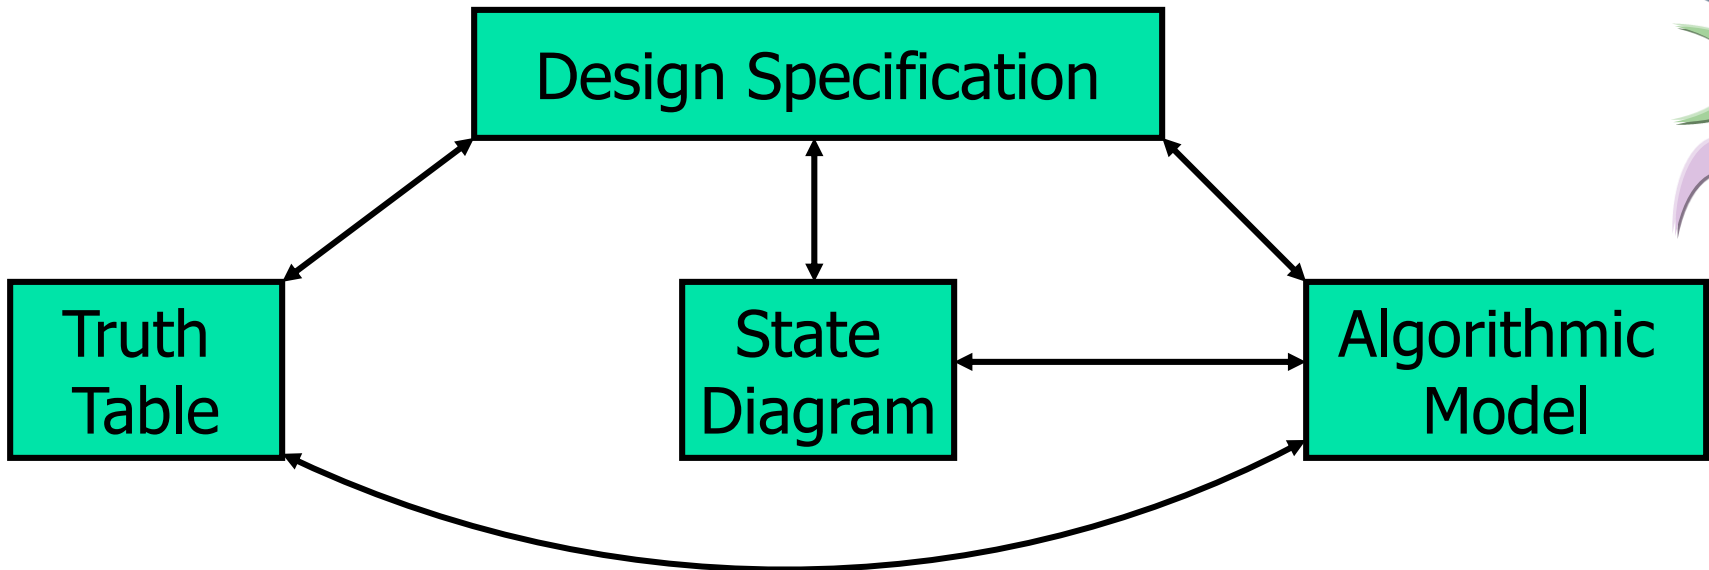 Design Specification
Truth
Table
State
Diagram
Algorithmic
Model